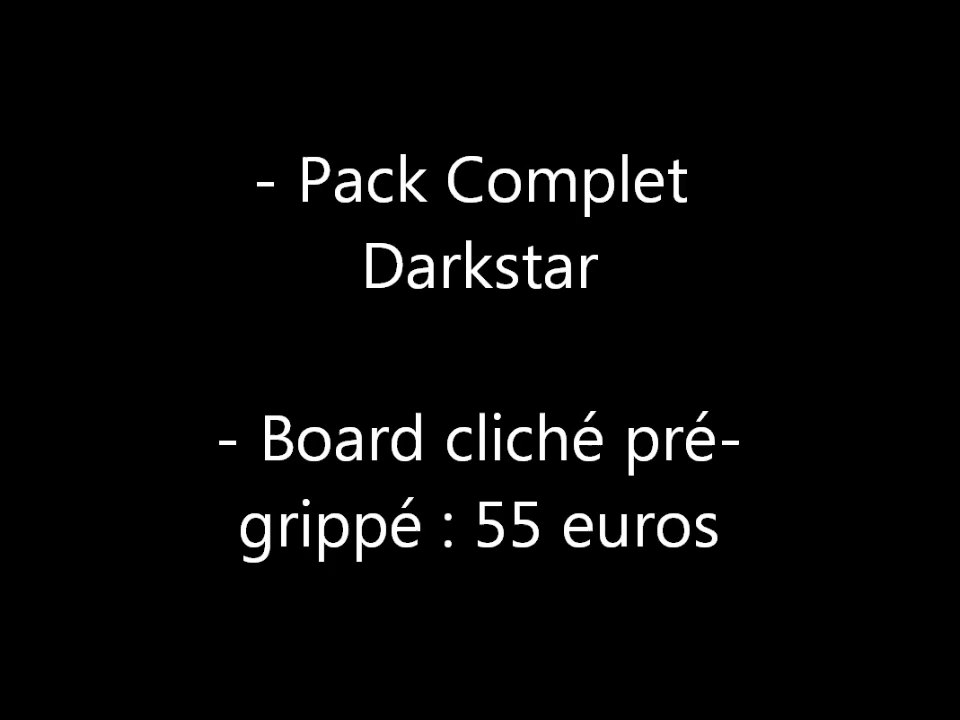 - Pack Complet
Darkstar
- Board cliché pré-
grippé : 55 euros